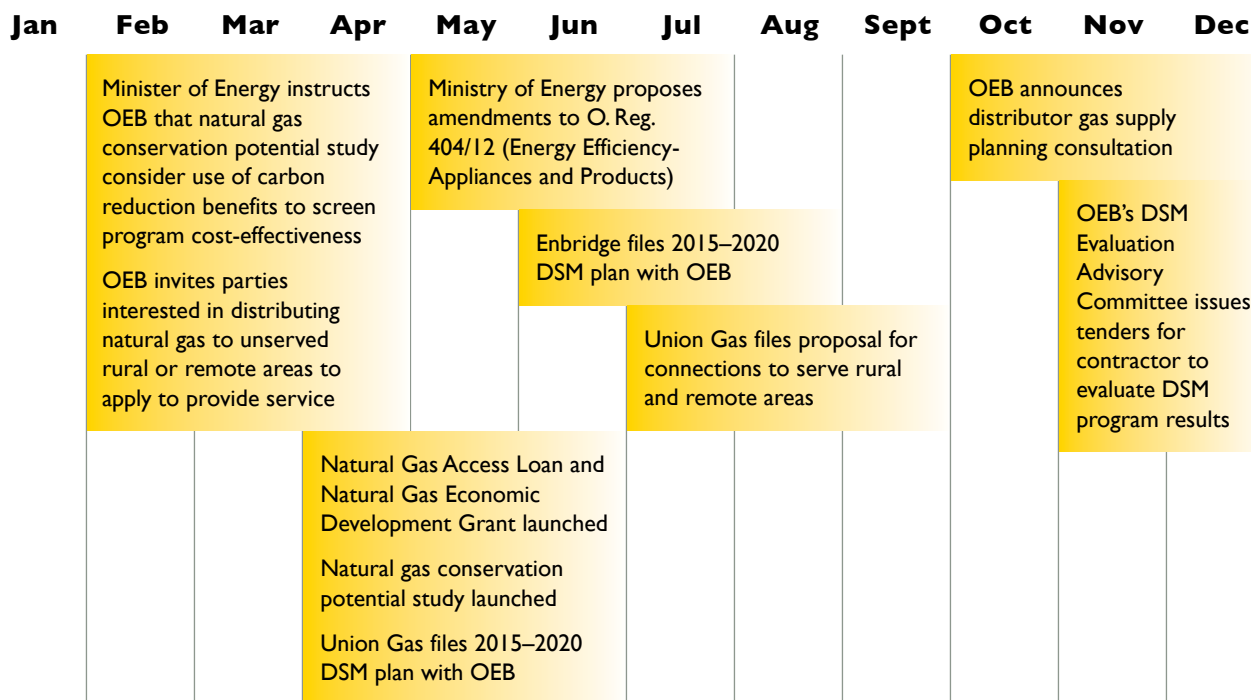 Jan Feb Mar Apr May Jun Jul Aug Sept Oct Nov Dec
Minister of Energy instructs
OEB that natural gas
conservation potential study
consider use of carbon
reduction benefits to screen
program cost-effectiveness
OEB invites parties
interested in distributing
natural gas to unserved
rural or remote areas to
apply to provide service
Natural Gas Access Loan and
Natural Gas Economic
Development Grant launched
Natural gas conservation
potential study launched
Union Gas files 2015–2020
DSM plan with OEB
Ministry of Energy proposes
amendments to O. Reg.
404/12 (Energy Efficiency-
Appliances and Products)
Enbridge files 2015–2020
DSM plan with OEB
Union Gas files proposal for
connections to serve rural
and remote areas
OEB announces
distributor gas supply
planning consultation
OEB's DSM
Evaluation
Advisory
Committee issues
tenders for
contractor to
evaluate DSM
program results